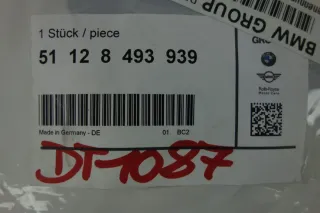 1 Stück / piece
51 12 8 493 939
BMW GROUP
Made in Germany - DE 01 BC2
DT-1087